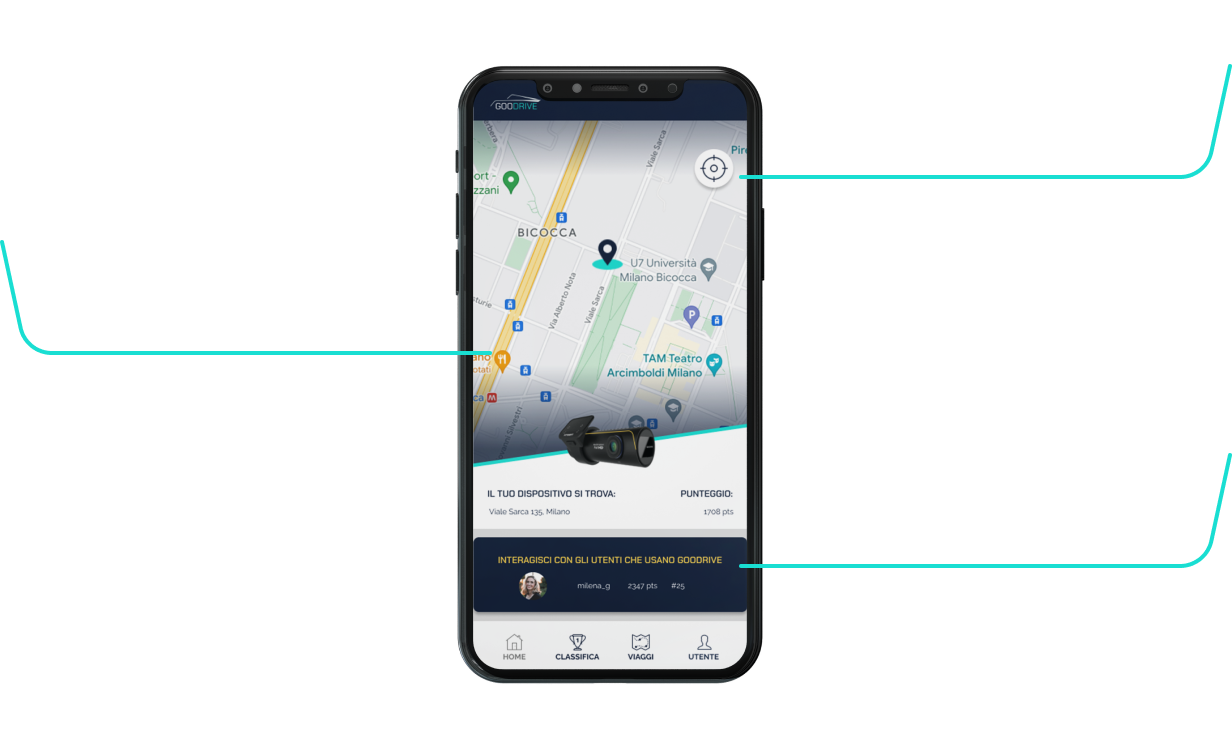 GOODRIVE
Viale Sarca
ort -
zzani
BICOCCA
U7 Università
Milano Bicocca
Via Alberto Nota
Viale Sarca
P
TAM Teatro
Arcimboldi Milano
ano
otati
ca M
IL TUO DISPOSITIVO SI TROVA:
PUNTEGGIO:
Viale Sarca 135, Milano
1708 pts
INTERAGISCI CON GLI UTENTI CHE USANO GOODRIVE
milena_g 2347 pts #25
1
HOME CLASSIFICA VIAGGI UTENTE